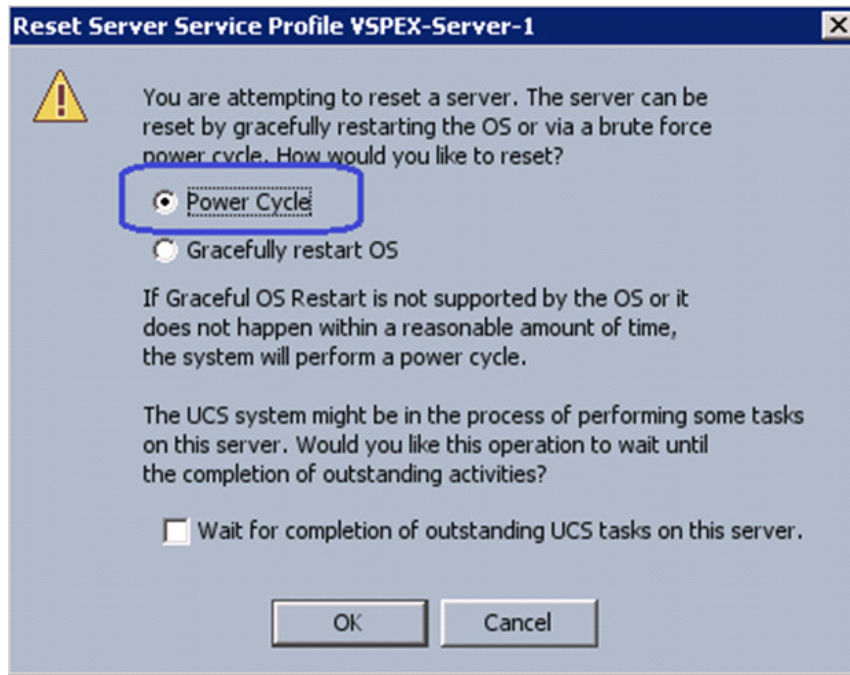 Reset Server Service Profile VSPEX-Server-1
You are attempting to reset a server. The server can be
reset by gracefully restarting the OS or via a brute force
power cycle. How would you like to reset?
Power Cycle
Gracefully restart OS
If Graceful OS Restart is not supported by the OS or it
does not happen within a reasonable amount of time,
the system will perform a power cycle.
The UCS system might be in the process of performing some tasks
on this server. Would you like this operation to wait until
the completion of outstanding activities?
Wait for completion of outstanding UCS tasks on this server.
OK
Cancel